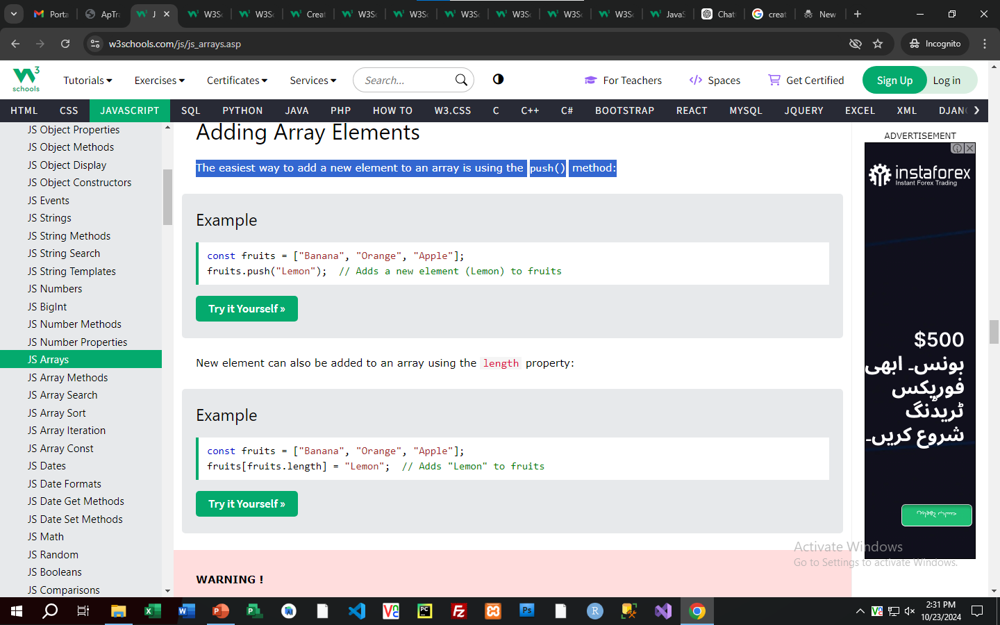 Porta
ApTra
J
W3Sc
W3Sc
Creat
W3Sc
W3Sc
W3Sc
W3Sc
W3Sc
W3Sc
JavaS
Chat
creat
New
w3schools.com/js/js_arrays.asp
Incognito
3
schools
Tutorials
Exercises
Certificates
Services
Search...
For Teachers
Spaces
Get Certified
Sign Up
Log in
HTML
CSS
JAVASCRIPT
SQL
PYTHON
JAVA
PHP
HOW TO
W3.CSS
C
C++
C#
BOOTSTRAP
REACT
MYSQL
JQUERY
EXCEL
XML
DJANG
JS Object Properties
JS Object Methods
JS Object Display
JS Object Constructors
JS Events
JS Strings
JS String Methods
JS String Search
JS String Templates
JS Numbers
JS BigInt
JS Number Methods
JS Number Properties
JS Arrays
JS Array Methods
JS Array Search
JS Array Sort
JS Array Iteration
JS Array Const
JS Dates
JS Date Formats
JS Date Get Methods
JS Date Set Methods
JS Math
JS Random
JS Booleans
JS Comparisons
Adding Array Elements
The easiest way to add a new element to an array is using the push() method:
Example
const fruits = ["Banana", "Orange", "Apple"];
fruits.push("Lemon");  // Adds a new element (Lemon) to fruits
Try it Yourself »
New element can also be added to an array using the length property:
Example
const fruits = ["Banana", "Orange", "Apple"];
fruits[fruits.length] = "Lemon";  // Adds "Lemon" to fruits
Try it Yourself »
WARNING !
ADVERTISEMENT
instaforex
Instant Forex Trading
$500
بونس۔ ابھی
فوریکس
ٹریڈنگ
شروع کریں۔
Activate Windows
Go to Settings to activate Windows.
2:31 PM
10/23/2024